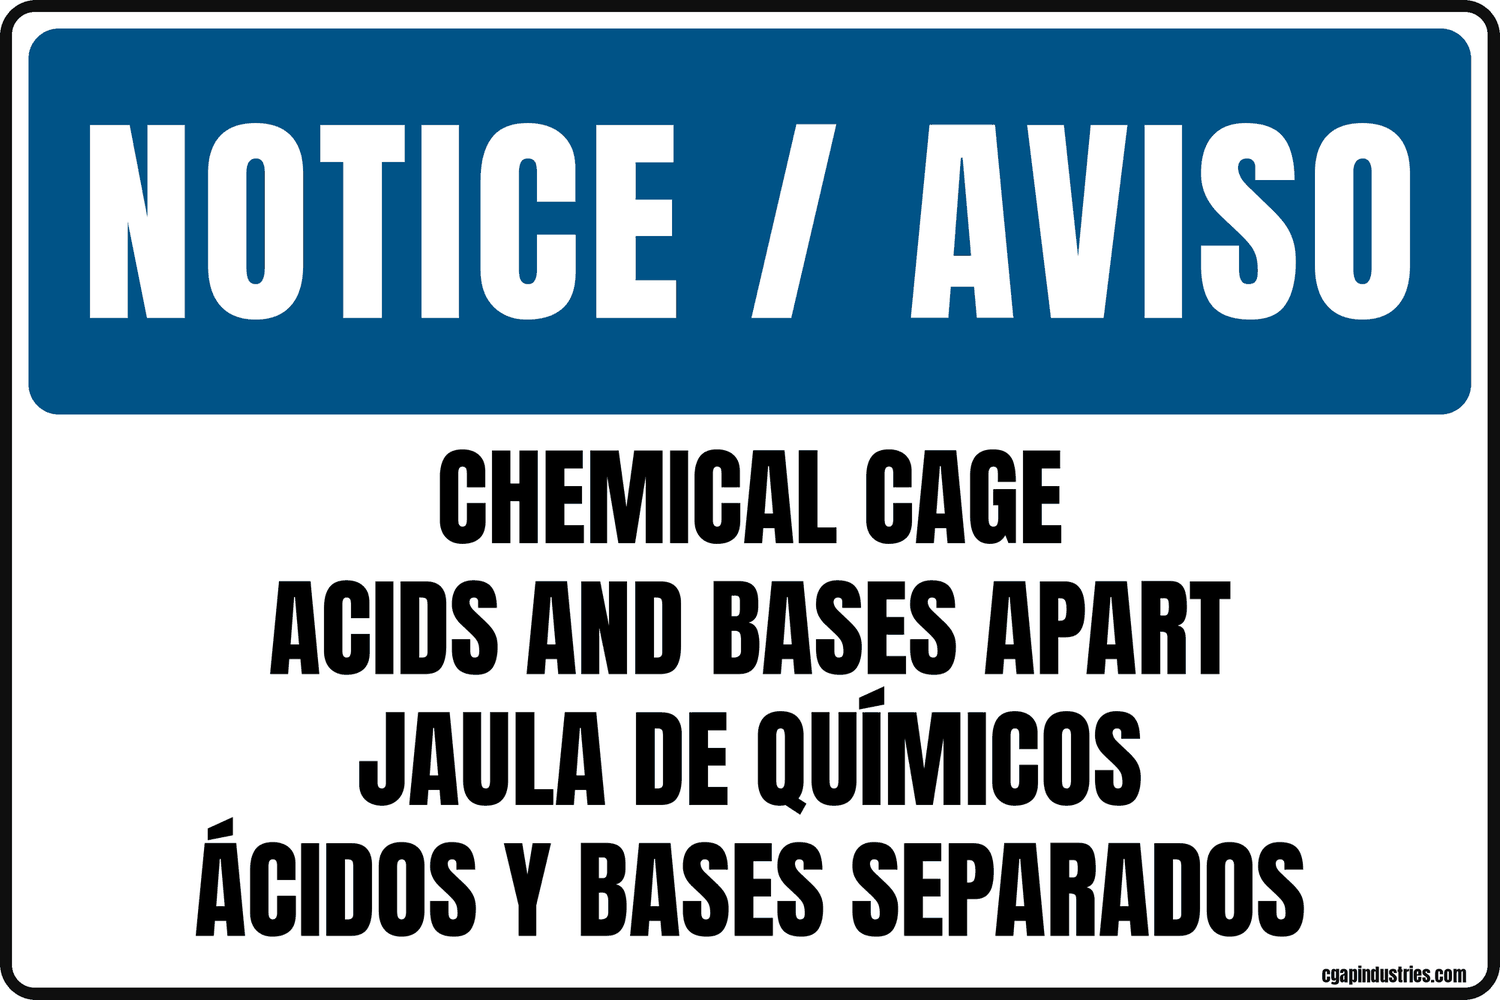 NOTICE / AVISO
CHEMICAL CAGE
ACIDS AND BASES APART
JAULA DE QUÍMICOS
ÁCIDOS Y BASES SEPARADOS
cgapindustries.com